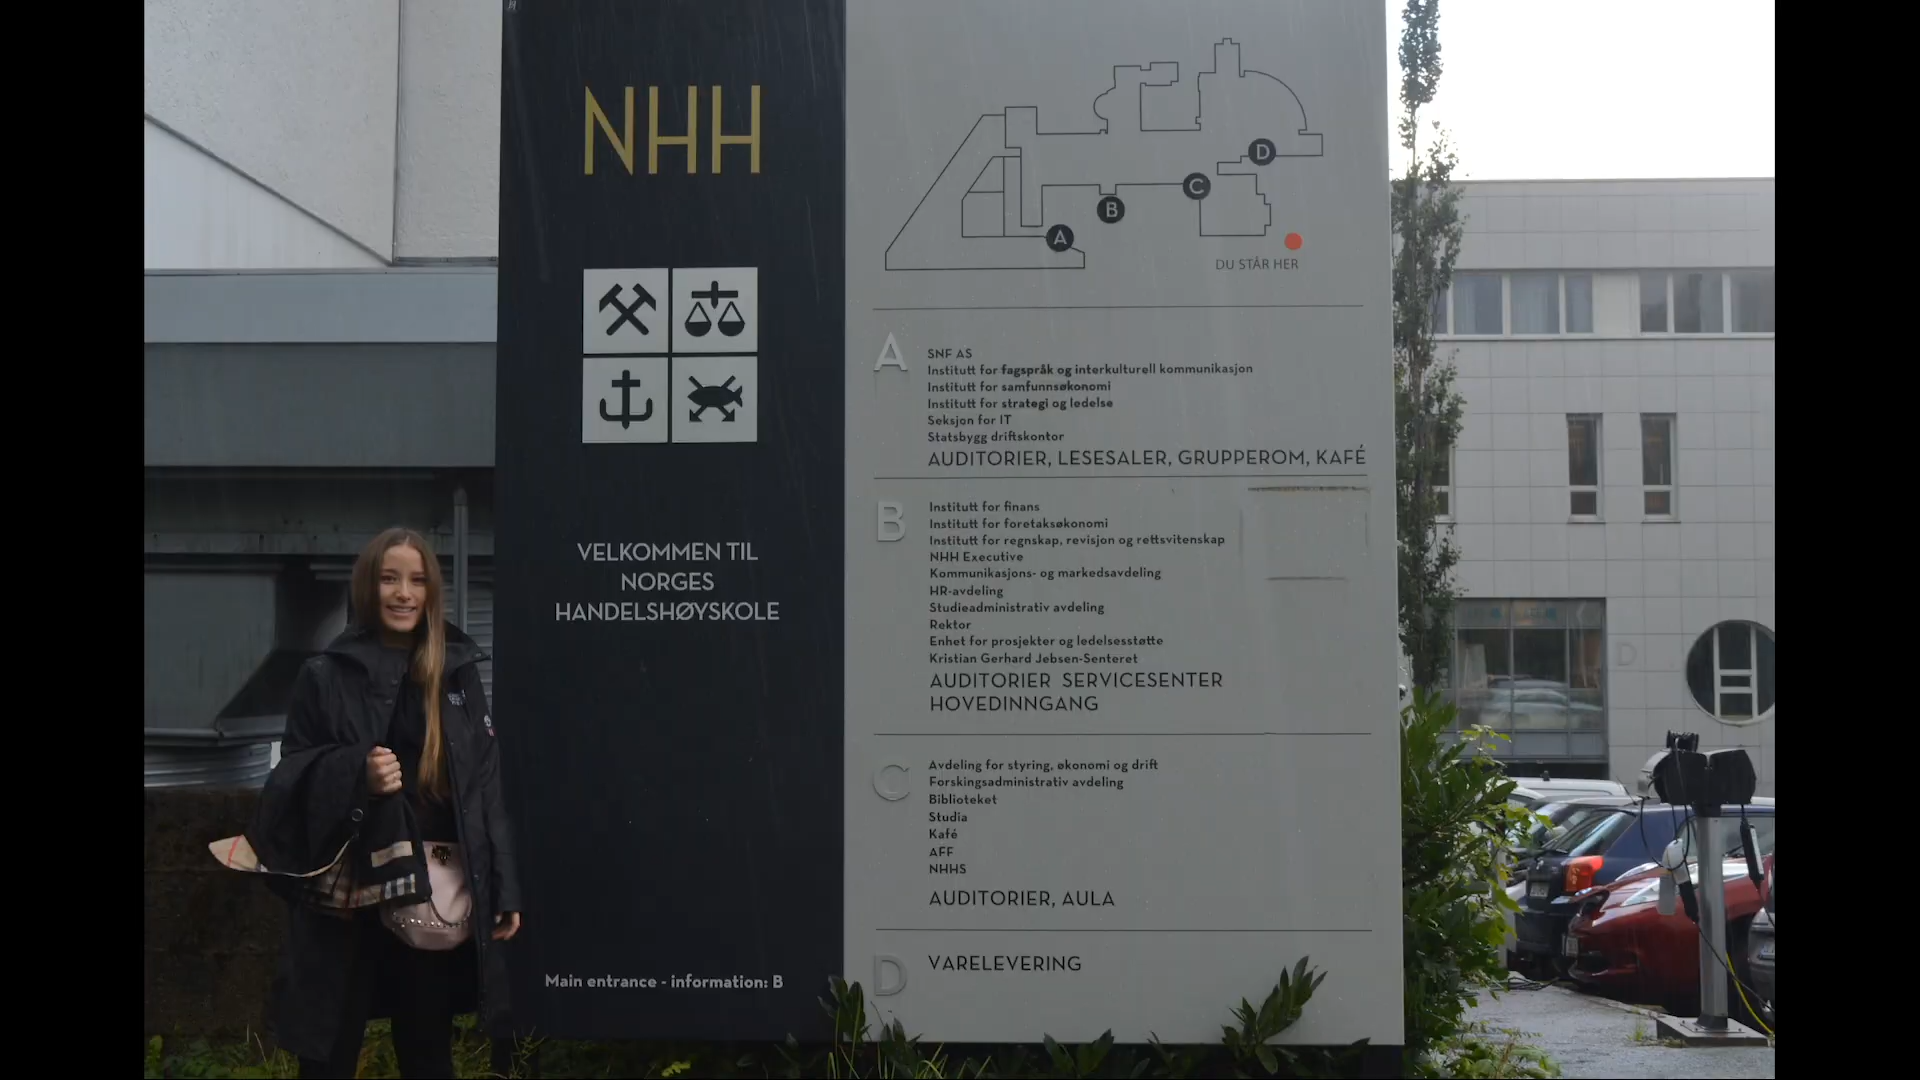 NHH
VELKOMMEN TIL
NORGES
HANDELSHØYSKOLE
Main entrance - information: B
A
B
C
D
DU STÅR HER
A
SNF AS
Institutt for fagspråk og interkulturell kommunikasjon
Institutt for samfunnsøkonomi
Institutt for strategi og ledelse
Seksjon for IT
Statsbygg driftskontor
AUDITORIER, LESESALER, GRUPPEROM, KAFÉ
B
Institutt for finans
Institutt for foretaksøkonomi
Institutt for regnskap, revisjon og rettsvitenskap
NHH Executive
Kommunikasjons- og markedsavdeling
HR-avdeling
Studieadministrativ avdeling
Rektor
Enhet for prosjekter og ledelsesstøtte
Kristian Gerhard Jebsen-Senteret
AUDITORIER SERVICESENTER
HOVEDINNGANG
C
Avdeling for styring, økonomi og drift
Forskingsadministrativ avdeling
Biblioteket
Studia
Kafé
AFF
NHHS
AUDITORIER, AULA
D
VARELEVERING
D